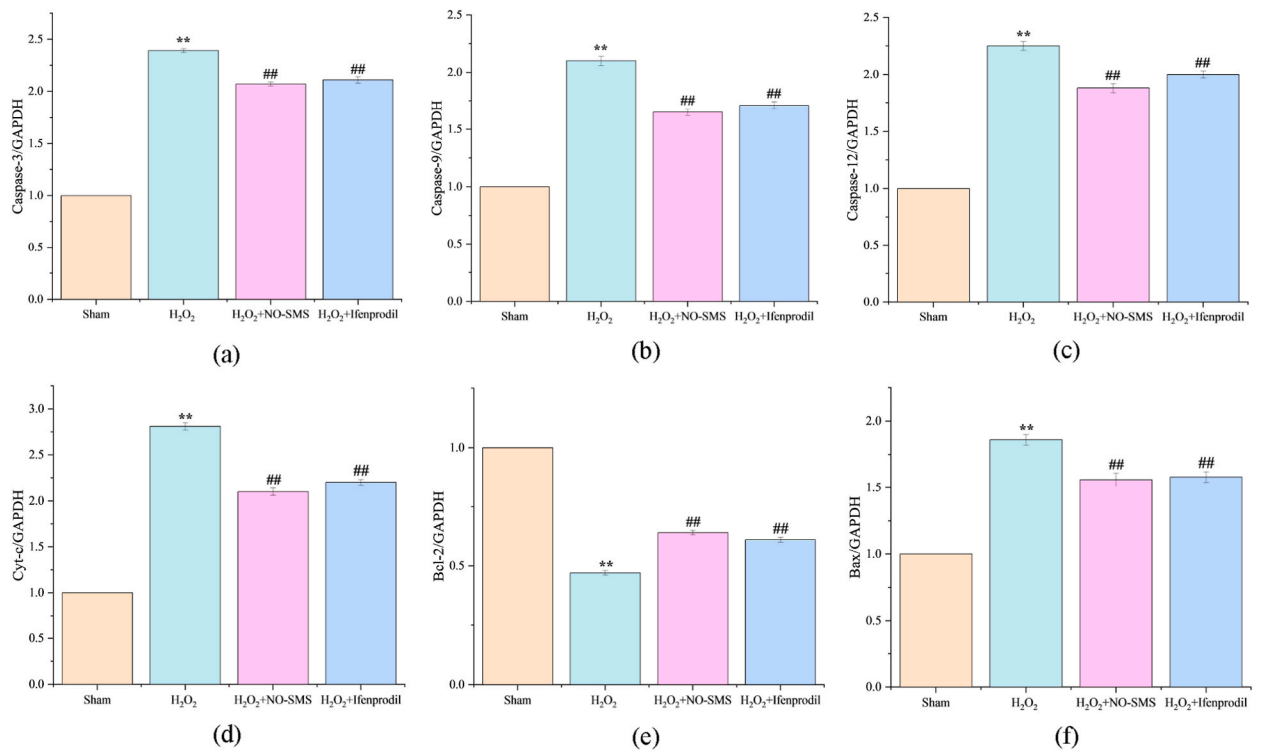 Caspase-3/GAPDH
2.5
2.0
1.5
1.0
0.5
0.0
**
##
##
Sham
H₂O₂
H₂O₂+NO-SMS
H₂O₂+Ifenprodil
(a)
Caspase-9/GAPDH
2.5
2.0
1.5
1.0
0.5
0.0
**
##
##
Sham
H₂O₂
H₂O₂+NO-SMS
H₂O₂+Ifenprodil
(b)
Caspase-12/GAPDH
2.5
2.0
1.5
1.0
0.5
0.0
**
##
##
Sham
H₂O₂
H₂O₂+NO-SMS
H₂O₂+Ifenprodil
(c)
Cyt-c/GAPDH
3.0
2.5
2.0
1.5
1.0
0.5
0.0
**
##
##
Sham
H₂O₂
H₂O₂+NO-SMS
H₂O₂+Ifenprodil
(d)
Bcl-2/GAPDH
1.0
0.5
0.0
**
##
##
Sham
H₂O₂
H₂O₂+NO-SMS
H₂O₂+Ifenprodil
(e)
Bax/GAPDH
2.0
1.5
1.0
0.5
0.0
**
##
##
Sham
H₂O₂
H₂O₂+NO-SMS
H₂O₂+Ifenprodil
(f)